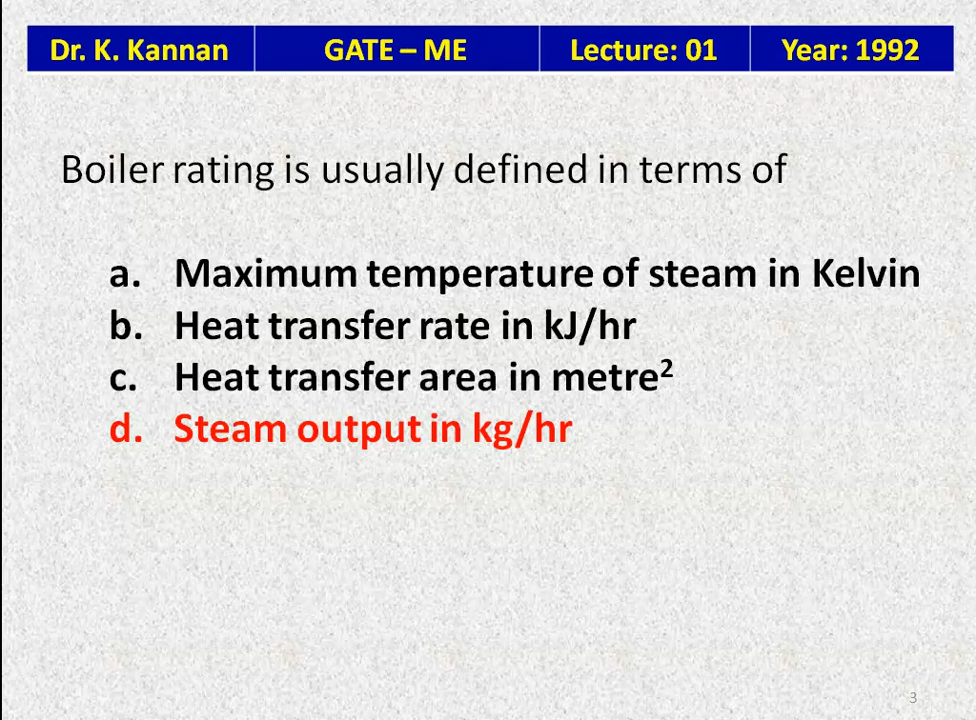 Dr. K. Kannan GATE – ME Lecture: 01 Year: 1992
Boiler rating is usually defined in terms of
a. Maximum temperature of steam in Kelvin
b. Heat transfer rate in kJ/hr
c. Heat transfer area in metre²
d. Steam output in kg/hr
3